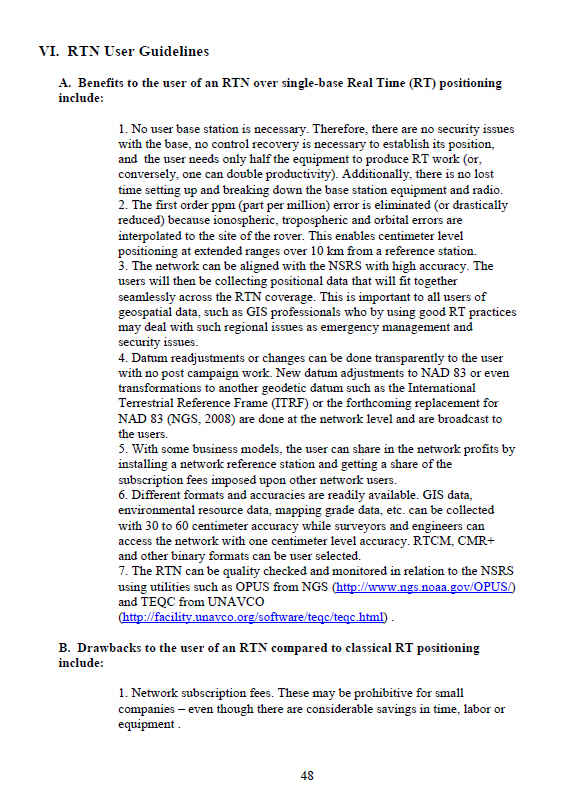 VI. RTN User Guidelines
A. Benefits to the user of an RTN over single-base Real Time (RT) positioning
include:
1. No user base station is necessary. Therefore, there are no security issues
with the base, no control recovery is necessary to establish its position,
and the user needs only half the equipment to produce RT work (or,
conversely, one can double productivity). Additionally, there is no lost
time setting up and breaking down the base station equipment and radio.
2. The first order ppm (part per million) error is eliminated (or drastically
reduced) because ionospheric, tropospheric and orbital errors are
interpolated to the site of the rover. This enables centimeter level
positioning at extended ranges over 10 km from a reference station.
3. The network can be aligned with the NSRS with high accuracy. The
users will then be collecting positional data that will fit together
seamlessly across the RTN coverage. This is important to all users of
geospatial data, such as GIS professionals who by using good RT practices
may deal with such regional issues as emergency management and
security issues.
4. Datum readjustments or changes can be done transparently to the user
with no post campaign work. New datum adjustments to NAD 83 or even
transformations to another geodetic datum such as the International
Terrestrial Reference Frame (ITRF) or the forthcoming replacement for
NAD 83 (NGS, 2008) are done at the network level and are broadcast to
the users.
5. With some business models, the user can share in the network profits by
installing a network reference station and getting a share of the
subscription fees imposed upon other network users.
6. Different formats and accuracies are readily available. GIS data,
environmental resource data, mapping grade data, etc. can be collected
with 30 to 60 centimeter accuracy while surveyors and engineers can
access the network with one centimeter level accuracy. RTCM, CMR+
and other binary formats can be user selected.
7. The RTN can be quality checked and monitored in relation to the NSRS
using utilities such as OPUS from NGS (http://www.ngs.noaa.gov/OPUS/)
and TEQC from UNAVCO
(http://facility.unavco.org/software/teqc/teqc.html) .
B. Drawbacks to the user of an RTN compared to classical RT positioning
include:
1. Network subscription fees. These may be prohibitive for small
companies – even though there are considerable savings in time, labor or
equipment .
48